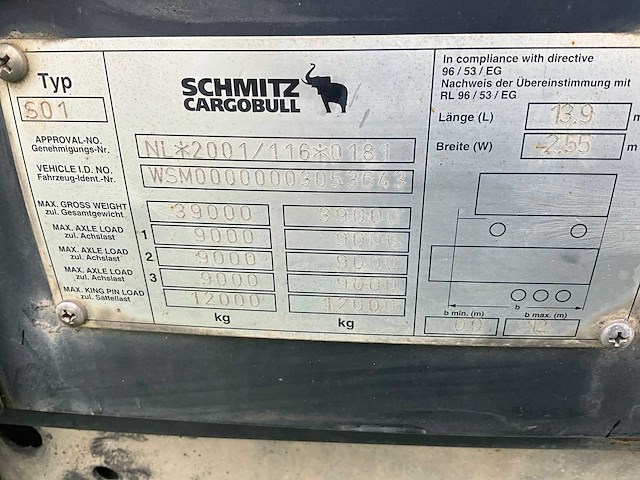 Typ
S01
SCHMITZ
CARGOBULL
APPROVAL-NO.
Genehmigungs-Nr.
NL*2001/116*0181
VEHICLE I.D. NO.
Fahrzeug-Ident.-Nr.
WSM00000003053643
MAX. GROSS WEIGHT
zul. Gesamtgewicht
39000 39000
MAX. AXLE LOAD
zul. Achslast
1 9000 9000
MAX. AXLE LOAD
zul. Achslast
2 9000 9000
MAX. AXLE LOAD
zul. Achslast
3 9000 9000
MAX. KING PIN LOAD
zul. Sattellast
12000 1200
kg kg
In compliance with directive
96 / 53 / EG
Nachweis der Übereinstimmung mit
RL 96 / 53 / EG
Länge (L) 13.9 m
Breite (W) 2.55 m
b
b min. (m) b max. (m)